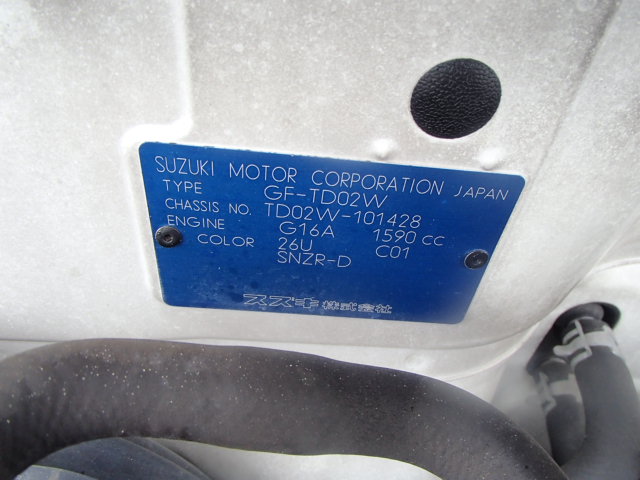 SUZUKI MOTOR CORPORATION JAPAN
TYPE GF-TD02W
CHASSIS NO. TD02W-101428
ENGINE G16A 1590 cc
COLOR 26U C01
SNZR-D
スズキ株式会社